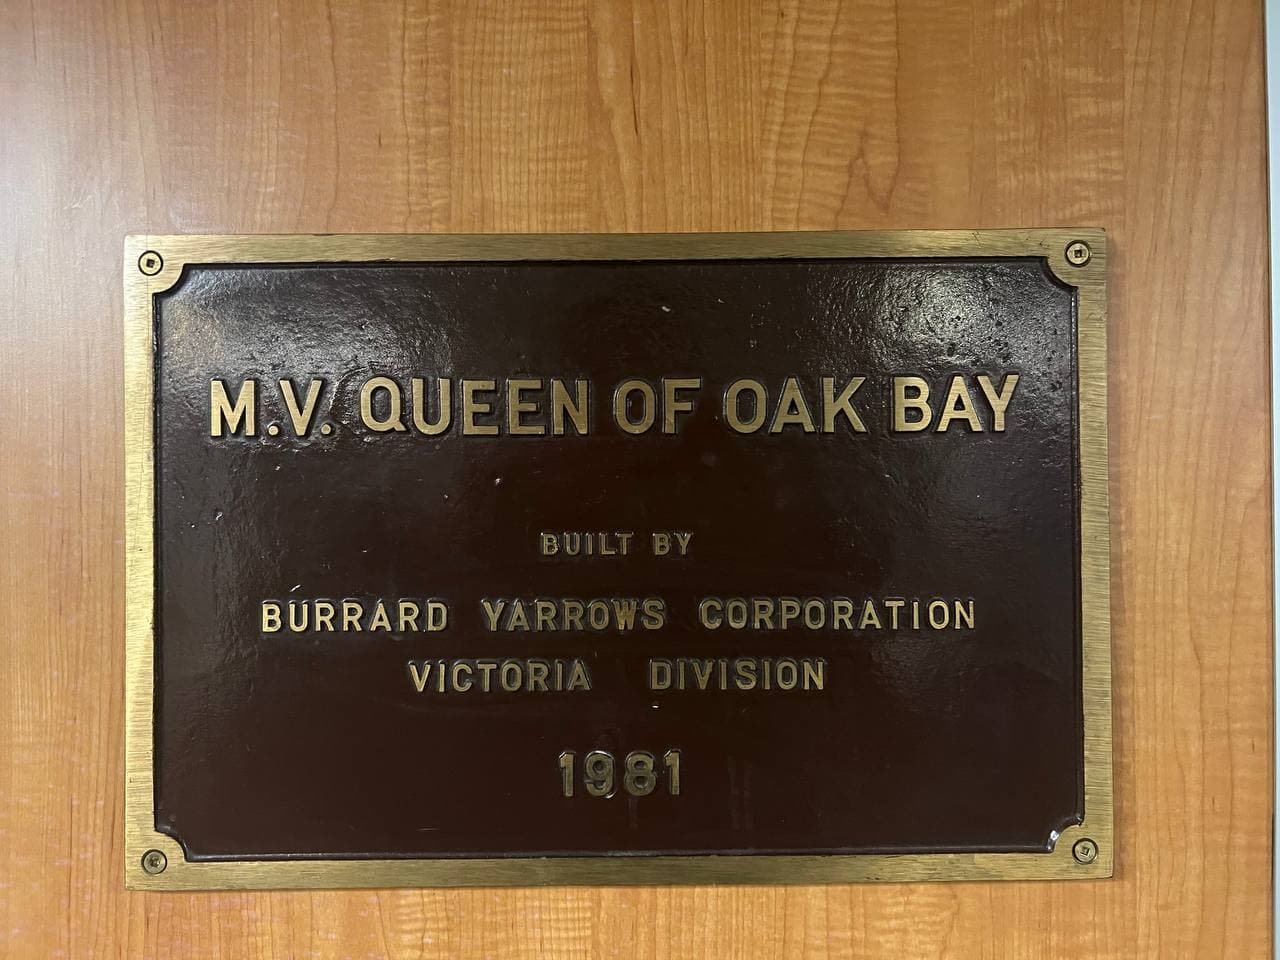 M.V. QUEEN OF OAK BAY
BUILT BY
BURRARD YARROWS CORPORATION
VICTORIA DIVISION
1981